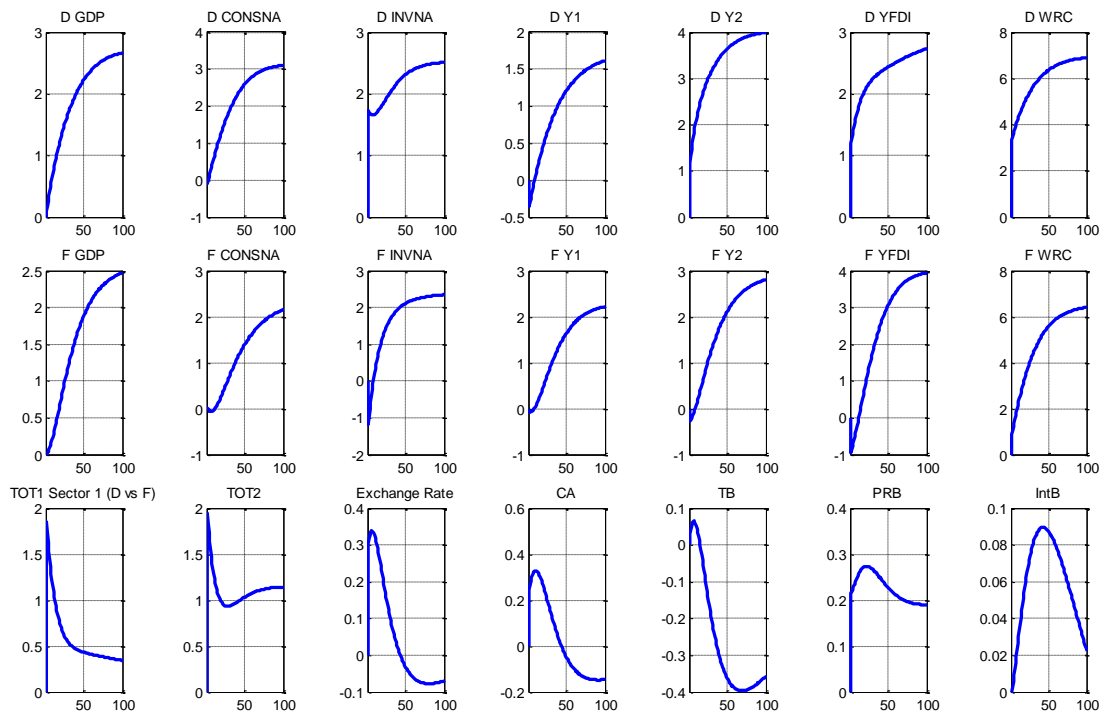 D GDP D CONSNA D INVNA D Y1 D Y2 D YFDI D WRC
3 4 3 2 4 3 8
3 1.5 3 6
2 2 2 1 2
2 4
1 0.5
1 1 1 1
0 0 1 2
0 -1 0 -0.5 0 0 0
50 100 50 100 50 100 50 100 50 100 50 100 50 100
F GDP F CONSNA F INVNA F Y1 F Y2 F YFDI F WRC
2.5 3 3 3 3 4 8
2 2 2 2 2 3 6
1.5 1 2
1 1 1 4
1 0 1
0.5 0 -1 0 0 0 2
0 -1 -2 -1 -1 -1 0
50 100 50 100 50 100 50 100 50 100 50 100 50 100
TOT1 Sector 1 (D vs F) TOT2 Exchange Rate CA TB PRB IntB
2 2 0.4 0.6 0.1 0.4 0.1
0.3 0 0.08
1.5 1.5 0.4 0.3
0.2 -0.1 0.06
1 1 0.2 0.2
0.1 -0.2 0.04
0.5 0.5 0 0.1
0 -0.3 0.02
0 0 -0.1 -0.2 -0.4 0 0
50 100 50 100 50 100 50 100 50 100 50 100 50 100